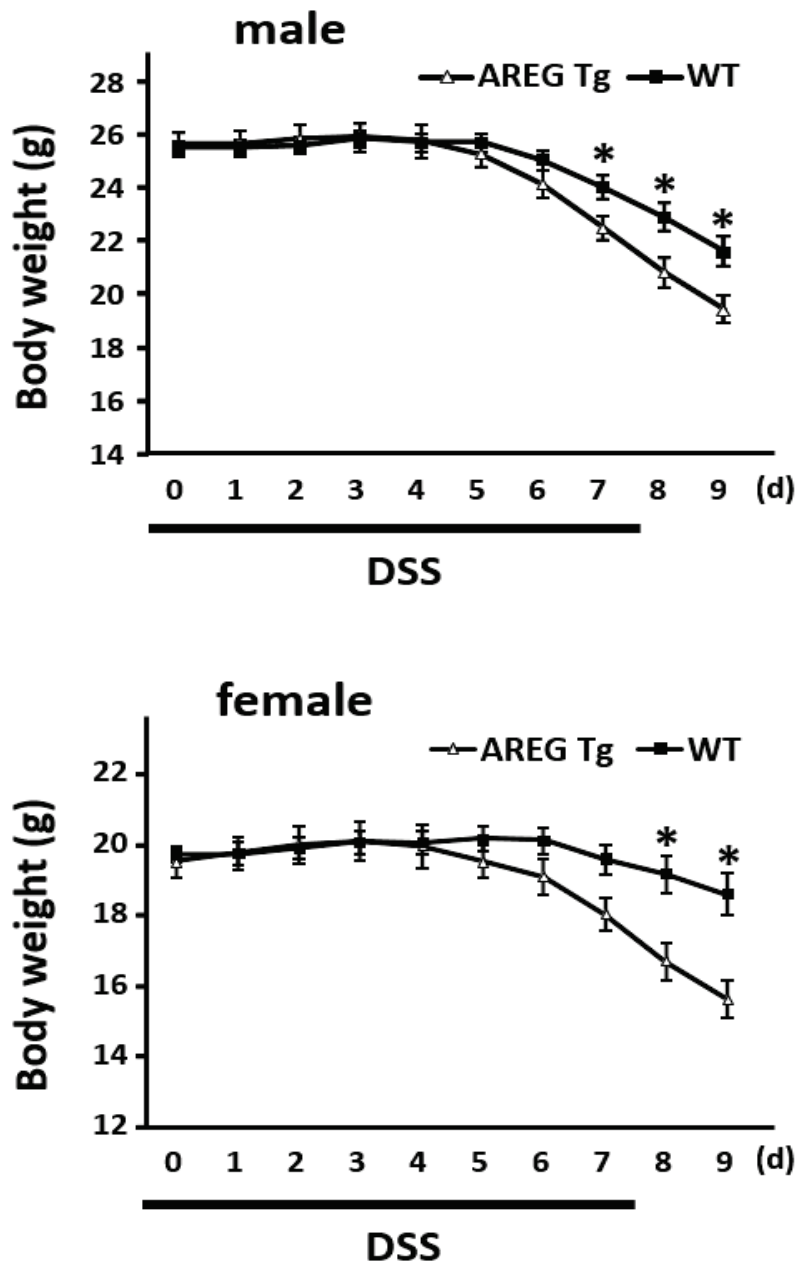 male
AREG Tg WT
Body weight (g)
28
26
24
22
20
18
16
14
* * *
0 1 2 3 4 5 6 7 8 9 (d)
DSS
female
AREG Tg WT
Body weight (g)
22
20
18
16
14
12
* *
0 1 2 3 4 5 6 7 8 9 (d)
DSS